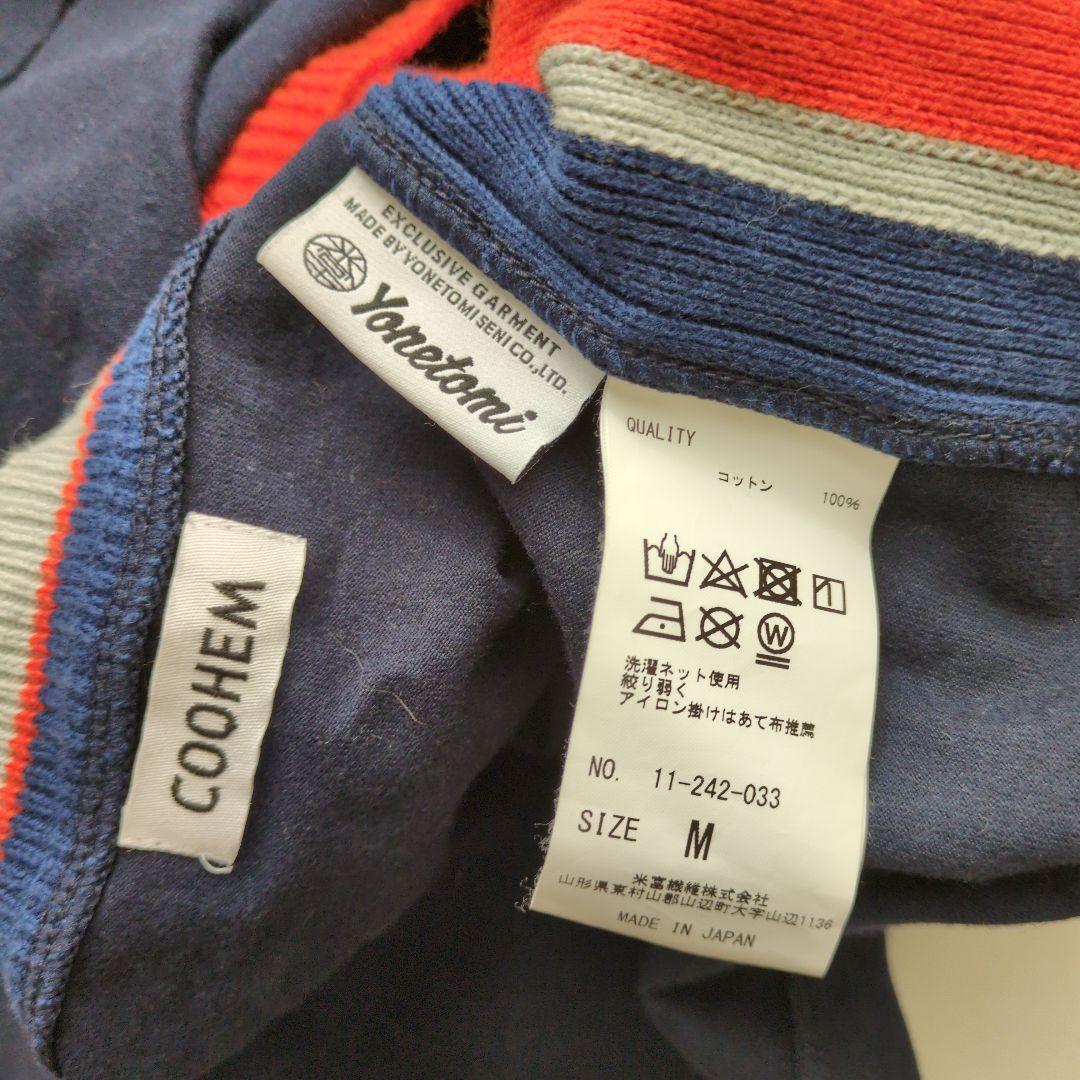 EXCLUSIVE GARMENT
MADE BY YONETOMI SENI CO.,LTD.
Yonetomi
COOHEM
QUALITY
コットン 100%
W
洗濯ネット使用
絞り弱く
アイロン掛けはあて布推薦
NO. 11-242-033
SIZE M
米富繊維株式会社
山形県東村山郡山辺町大字山辺1136
MADE IN JAPAN